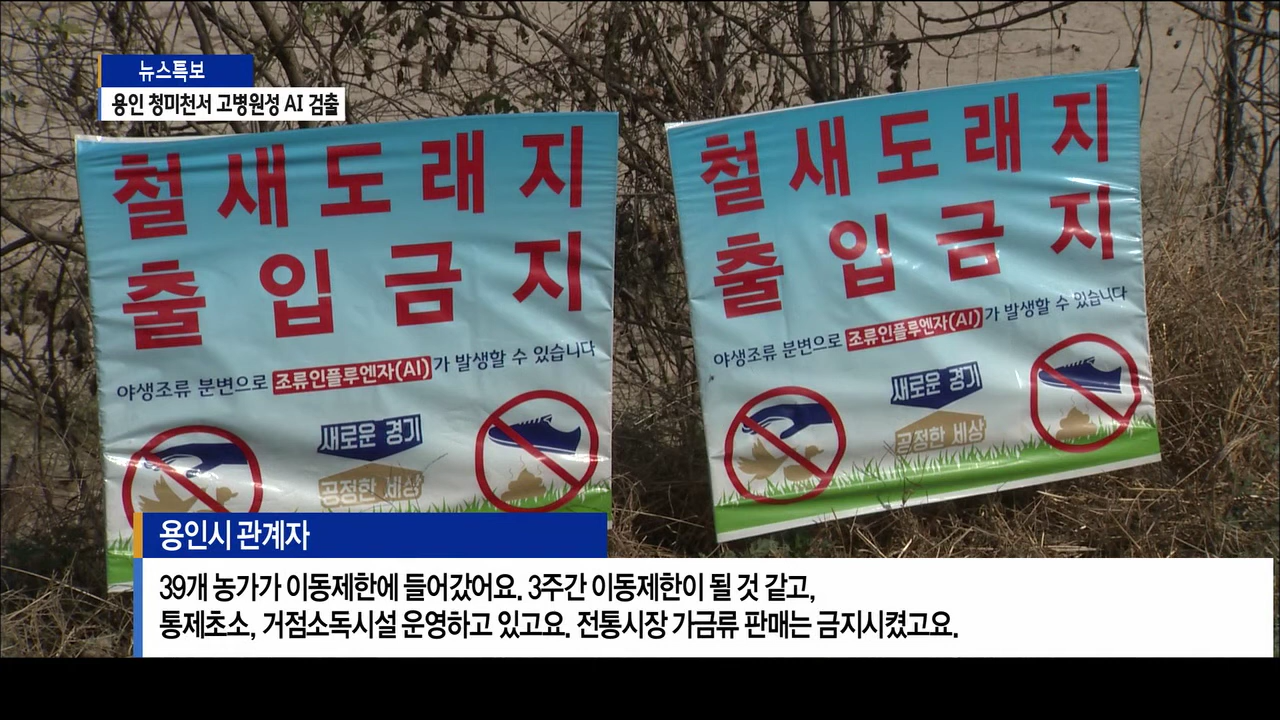 뉴스특보
용인 청미천서 고병원성 AI 검출
철새도래지
출입금지
야생조류 분변으로 조류인플루엔자(AI)가 발생할 수 있습니다
새로운 경기
공정한 세상
철새도래지
출입금지
야생조류 분변으로 조류인플루엔자(AI)가 발생할 수 있습니다
새로운 경기
공정한 세상
용인시 관계자
39개 농가가 이동제한에 들어갔어요. 3주간 이동제한이 될 것 같고,
통제초소, 거점소독시설 운영하고 있고요. 전통시장 가금류 판매는 금지시켰고요.